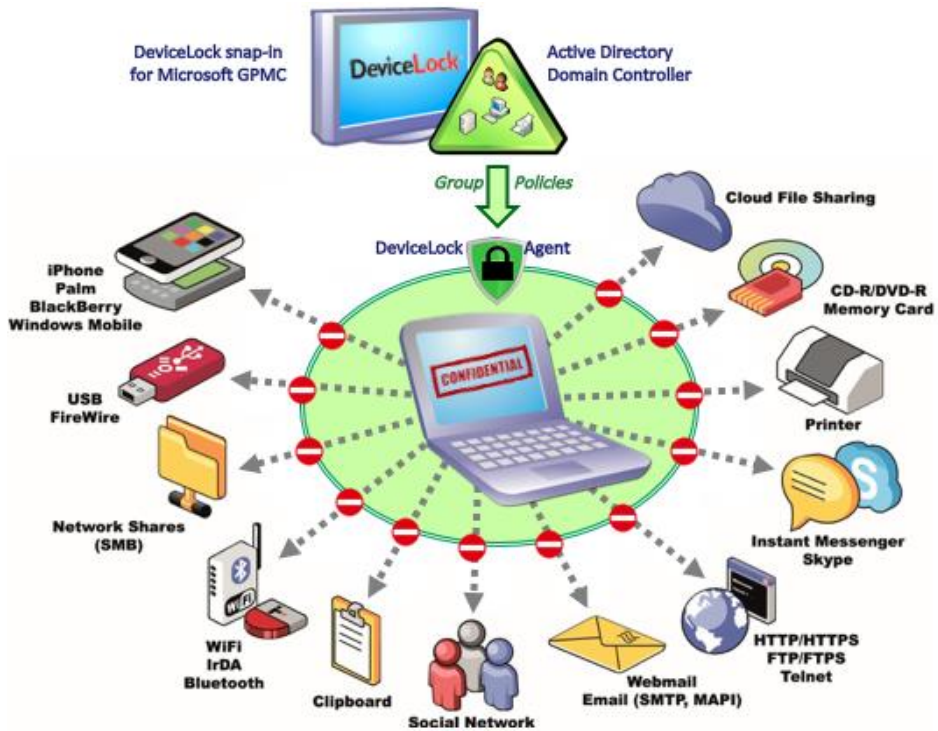 DeviceLock snap-in
for Microsoft GPMC
DeviceLock
Active Directory
Domain Controller
Group Policies
DeviceLock Agent
Cloud File Sharing
iPhone
Palm
BlackBerry
Windows Mobile
CD-R/DVD-R
Memory Card
CONFIDENTIAL
USB
FireWire
Printer
Network Shares
(SMB)
S
Instant Messenger
Skype
WiFi
WiFi
IrDA
Bluetooth
Clipboard
Social Network
Webmail
Email (SMTP, MAPI)
HTTP/HTTPS
FTP/FTPS
Telnet